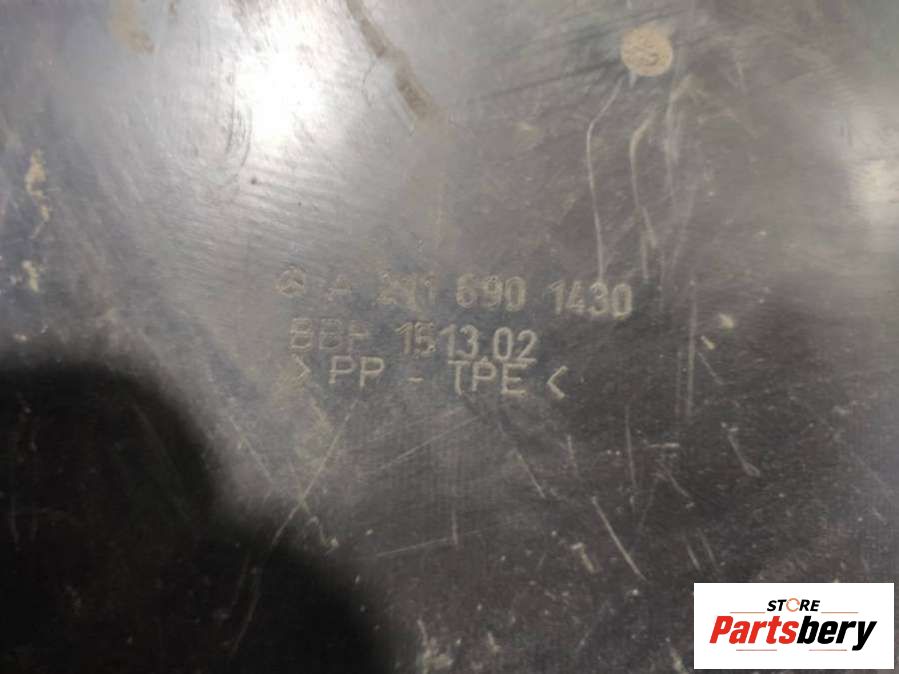 A 211 690 1430
BBP 1513.02
> PP - TPE <
STORE
Partsbery